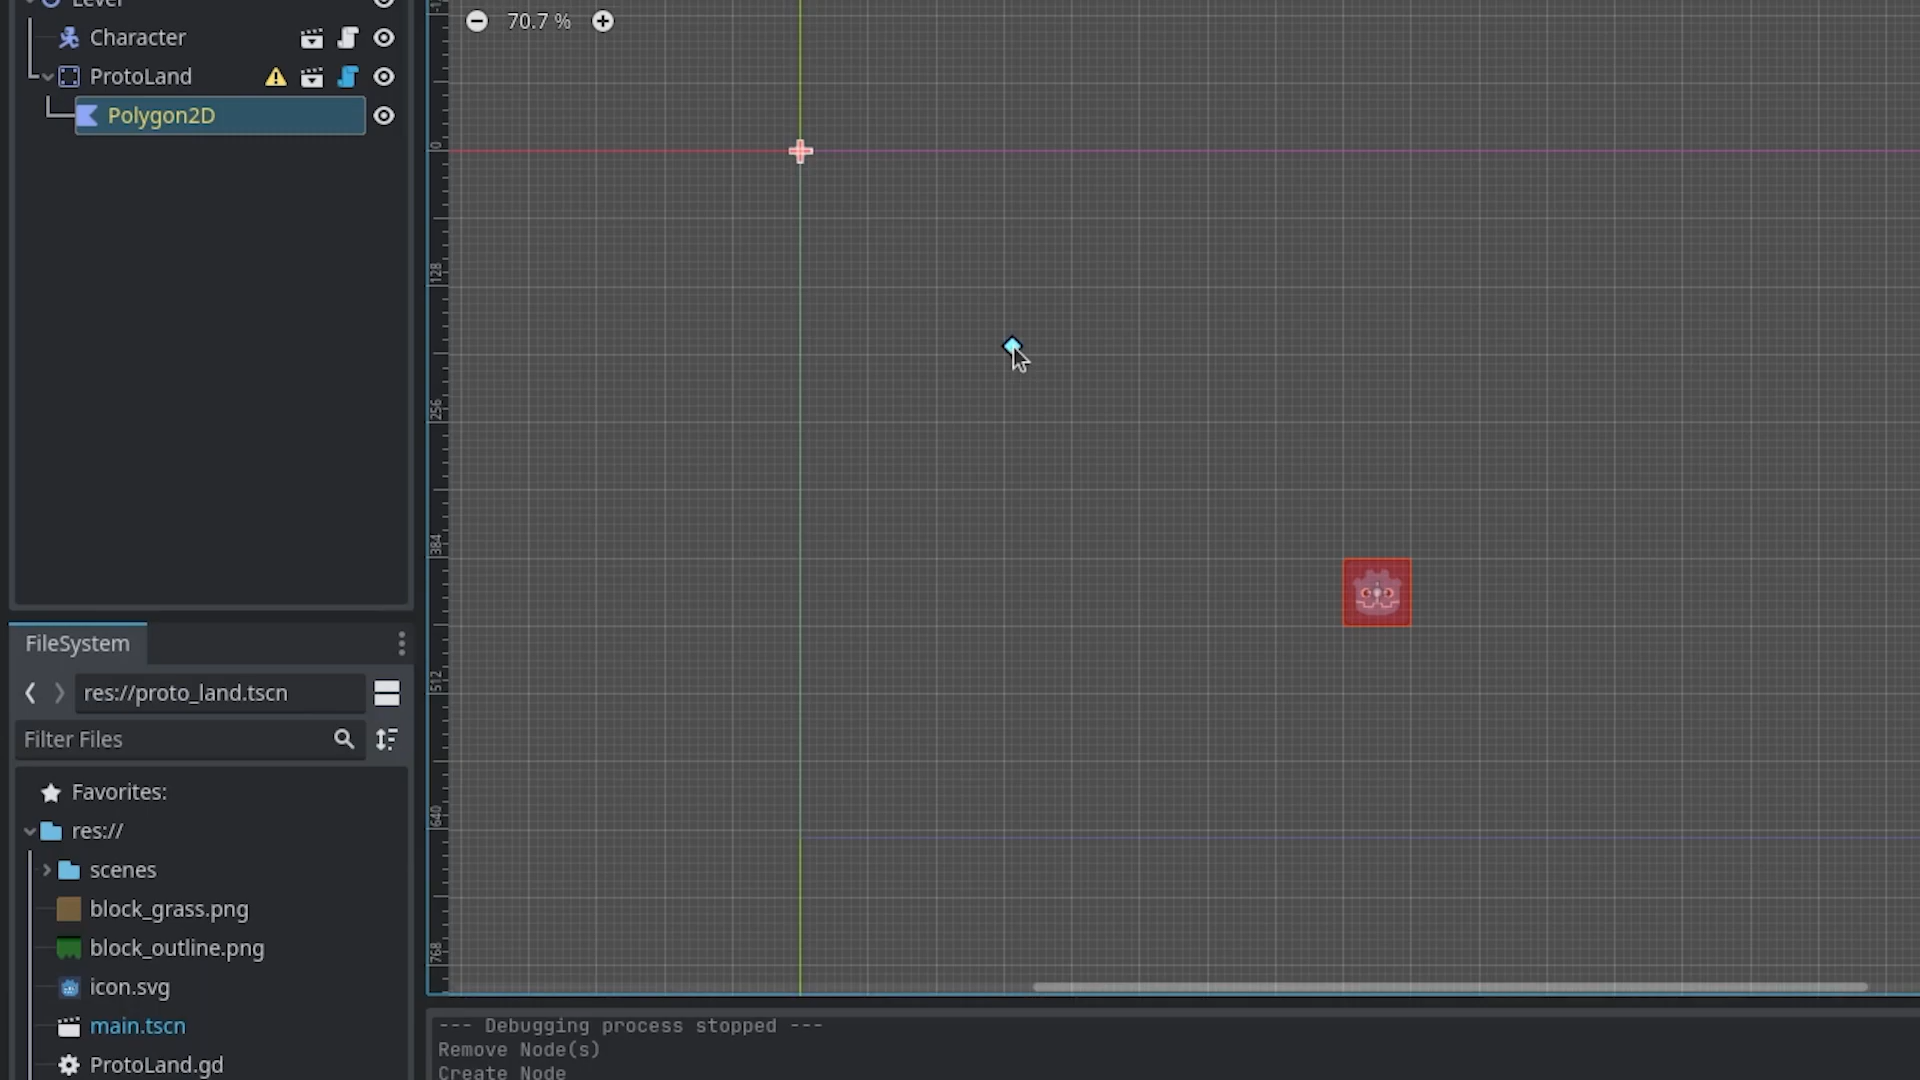 Level
Character
ProtoLand
Polygon2D
FileSystem
res://proto_land.tscn
Filter Files
Favorites:
res://
scenes
block_grass.png
block_outline.png
icon.svg
main.tscn
ProtoLand.gd
70.7 %
0
128
256
384
512
640
768
--- Debugging process stopped ---
Remove Node(s)
Create Node